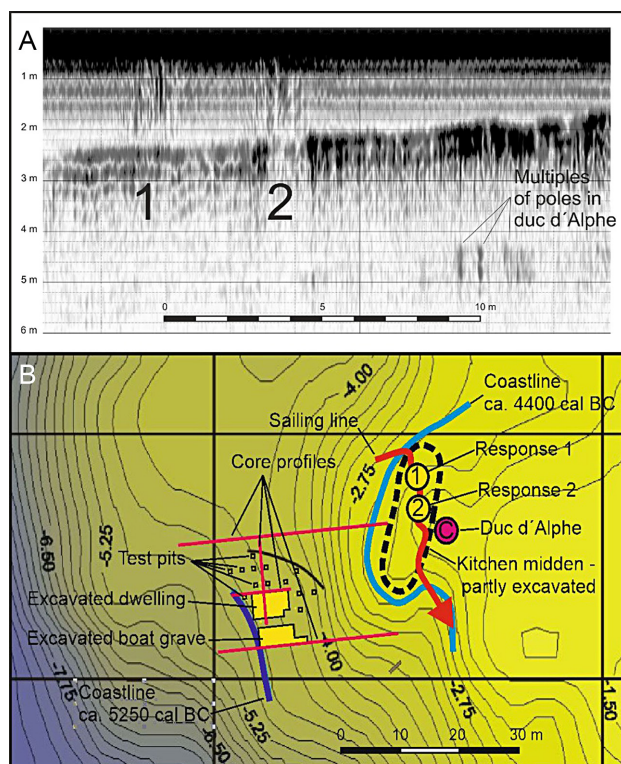 A
1 m
2 m
3 m
4 m
5 m
6 m
1
2
Multiples
of poles in
duc d´Alphe
0
5
10 m
B
-4.00
Coastline
ca. 4400 cal BC
Sailing line
-2.75
Response 1
Core profiles
1
-6.50
-5.25
Response 2
2
Duc d´Alphe
C
Test pits
Kitchen midden -
partly excavated
Excavated dwelling
Excavated boat grave
-4.00
-7.75
Coastline
ca. 5250 cal BC
-5.25
-6.50
-2.75
-1.50
0
10
20
30 m